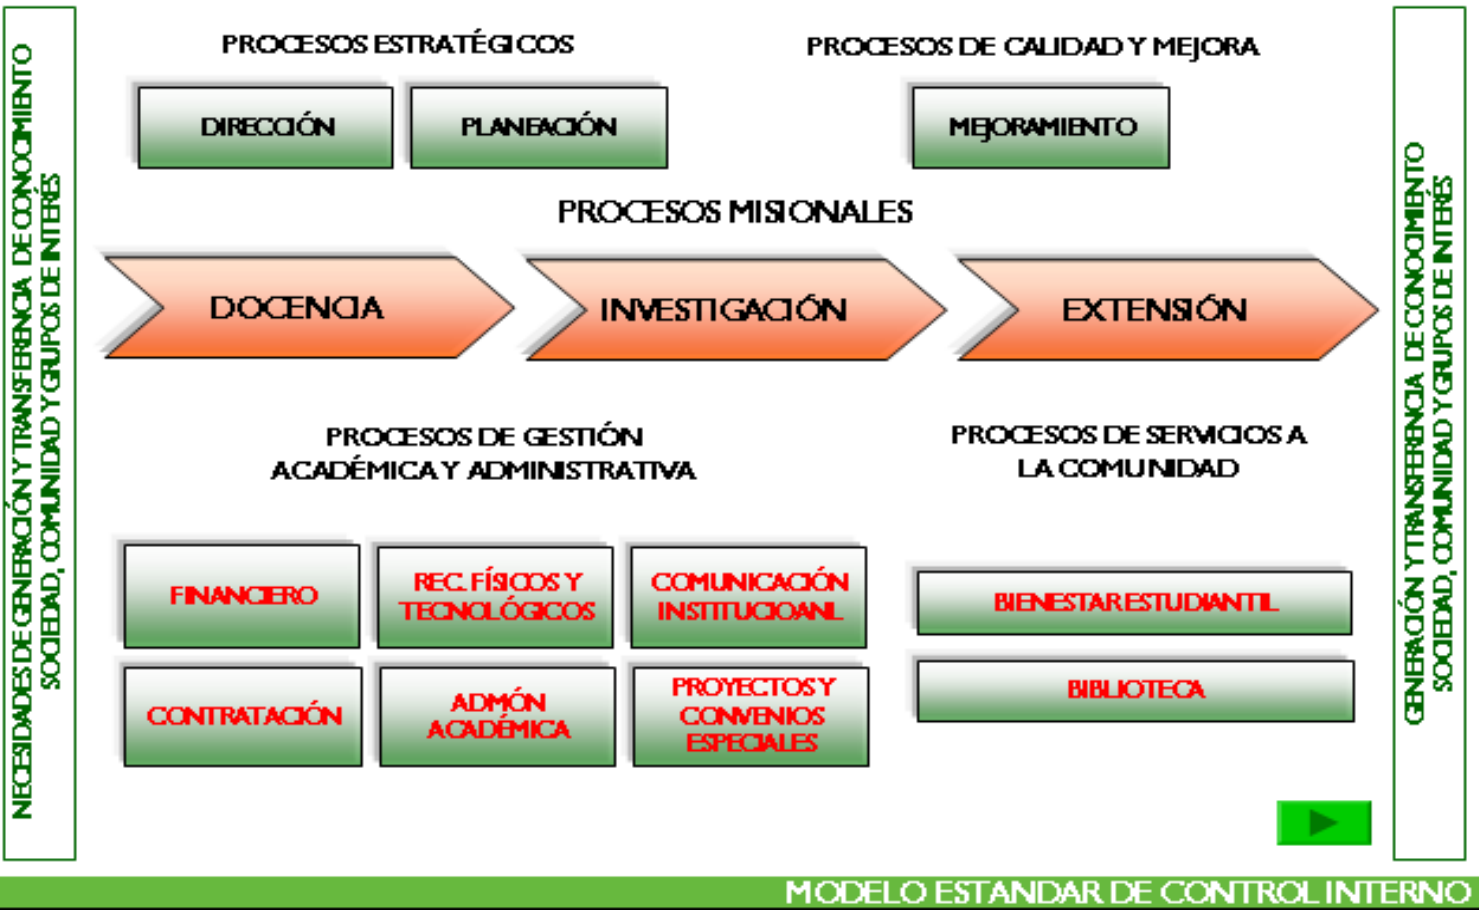 NECESIDADES DE GENERACIÓN Y TRANSFERENCIA DE CONOCIMIENTO
SOCIEDAD, COMUNIDAD Y GRUPOS DE INTERÉS
PROCESOS ESTRATÉGICOS
DIRECCIÓN
PLANEACIÓN
PROCESOS DE CALIDAD Y MEJORA
MEJORAMIENTO
PROCESOS MISIONALES
DOCENCIA
INVESTIGACIÓN
EXTENSIÓN
PROCESOS DE GESTIÓN
ACADÉMICA Y ADMINISTRATIVA
FINANCIERO
REC. FÍSICOS Y
TECNOLÓGICOS
COMUNICACIÓN
INSTITUCIOANL
CONTRATACIÓN
ADMÓN
ACADÉMICA
PROYECTOS Y
CONVENIOS
ESPECIALES
PROCESOS DE SERVICIOS A
LA COMUNIDAD
BIENESTAR ESTUDIANTIL
BIBLIOTECA
GENERACIÓN Y TRANSFERENCIA DE CONOCIMIENTO
SOCIEDAD, COMUNIDAD Y GRUPOS DE INTERÉS
MODELO ESTANDAR DE CONTROL INTERNO